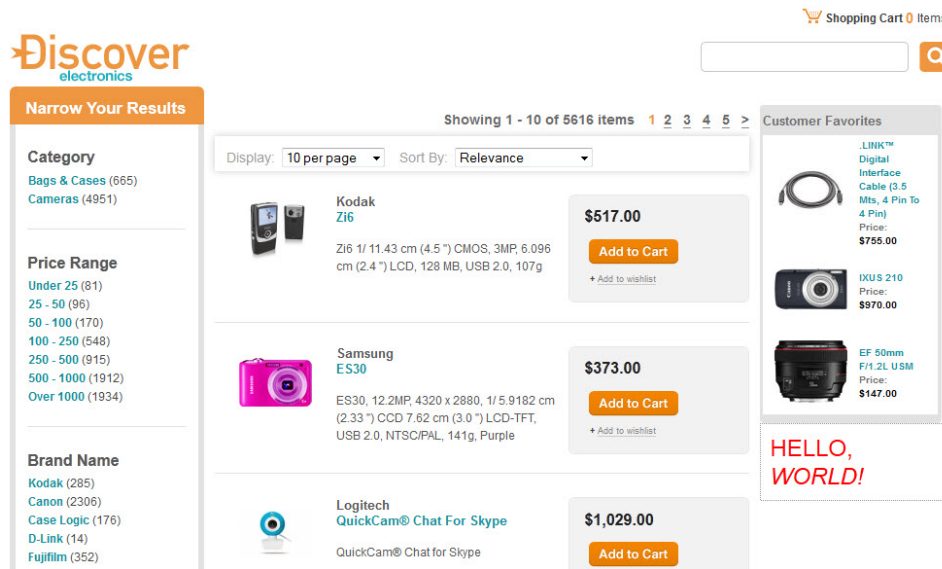 Shopping Cart 0 Items
Discover
electronics
Narrow Your Results
Category
Bags & Cases (665)
Cameras (4951)
Price Range
Under 25 (81)
25 - 50 (96)
50 - 100 (170)
100 - 250 (548)
250 - 500 (915)
500 - 1000 (1912)
Over 1000 (1934)
Brand Name
Kodak (285)
Canon (2306)
Case Logic (176)
D-Link (14)
Fujifilm (352)
Showing 1 - 10 of 5616 items 1 2 3 4 5 >
Display: 10 per page Sort By: Relevance
Kodak
Zi6
Zi6 1/ 11.43 cm (4.5 ") CMOS, 3MP, 6.096
cm (2.4 ") LCD, 128 MB, USB 2.0, 107g
$517.00
Add to Cart
+ Add to wishlist
Samsung
ES30
ES30, 12.2MP, 4320 x 2880, 1/ 5.9182 cm
(2.33 ") CCD 7.62 cm (3.0 ") LCD-TFT,
USB 2.0, NTSC/PAL, 141g, Purple
$373.00
Add to Cart
+ Add to wishlist
Logitech
QuickCam® Chat For Skype
QuickCam® Chat for Skype
$1,029.00
Add to Cart
Customer Favorites
.LINK™
Digital
Interface
Cable (3.5
Mts, 4 Pin To
4 Pin)
Price:
$755.00
IXUS 210
Price:
$970.00
EF 50mm
F/1.2L USM
Price:
$147.00
HELLO,
WORLD!